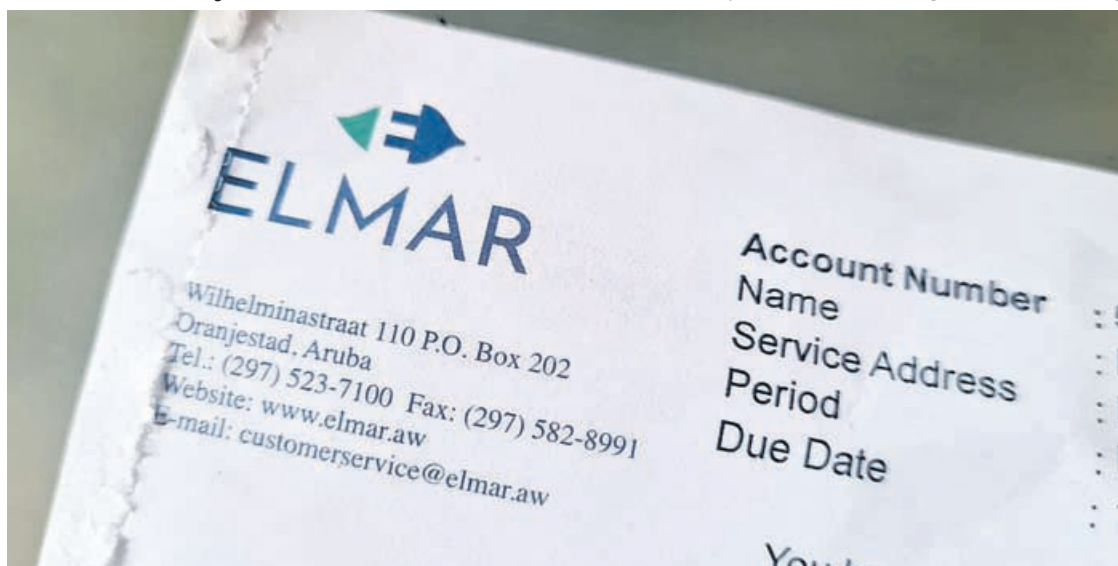 ELMAR
Wilhelminastraat 110 P.O. Box 202
Oranjestad, Aruba
Tel.: (297) 523-7100 Fax: (297) 582-8991
Website: www.elmar.aw
E-mail: customerservice@elmar.aw
Account Number
Name
Service Address
Period
Due Date